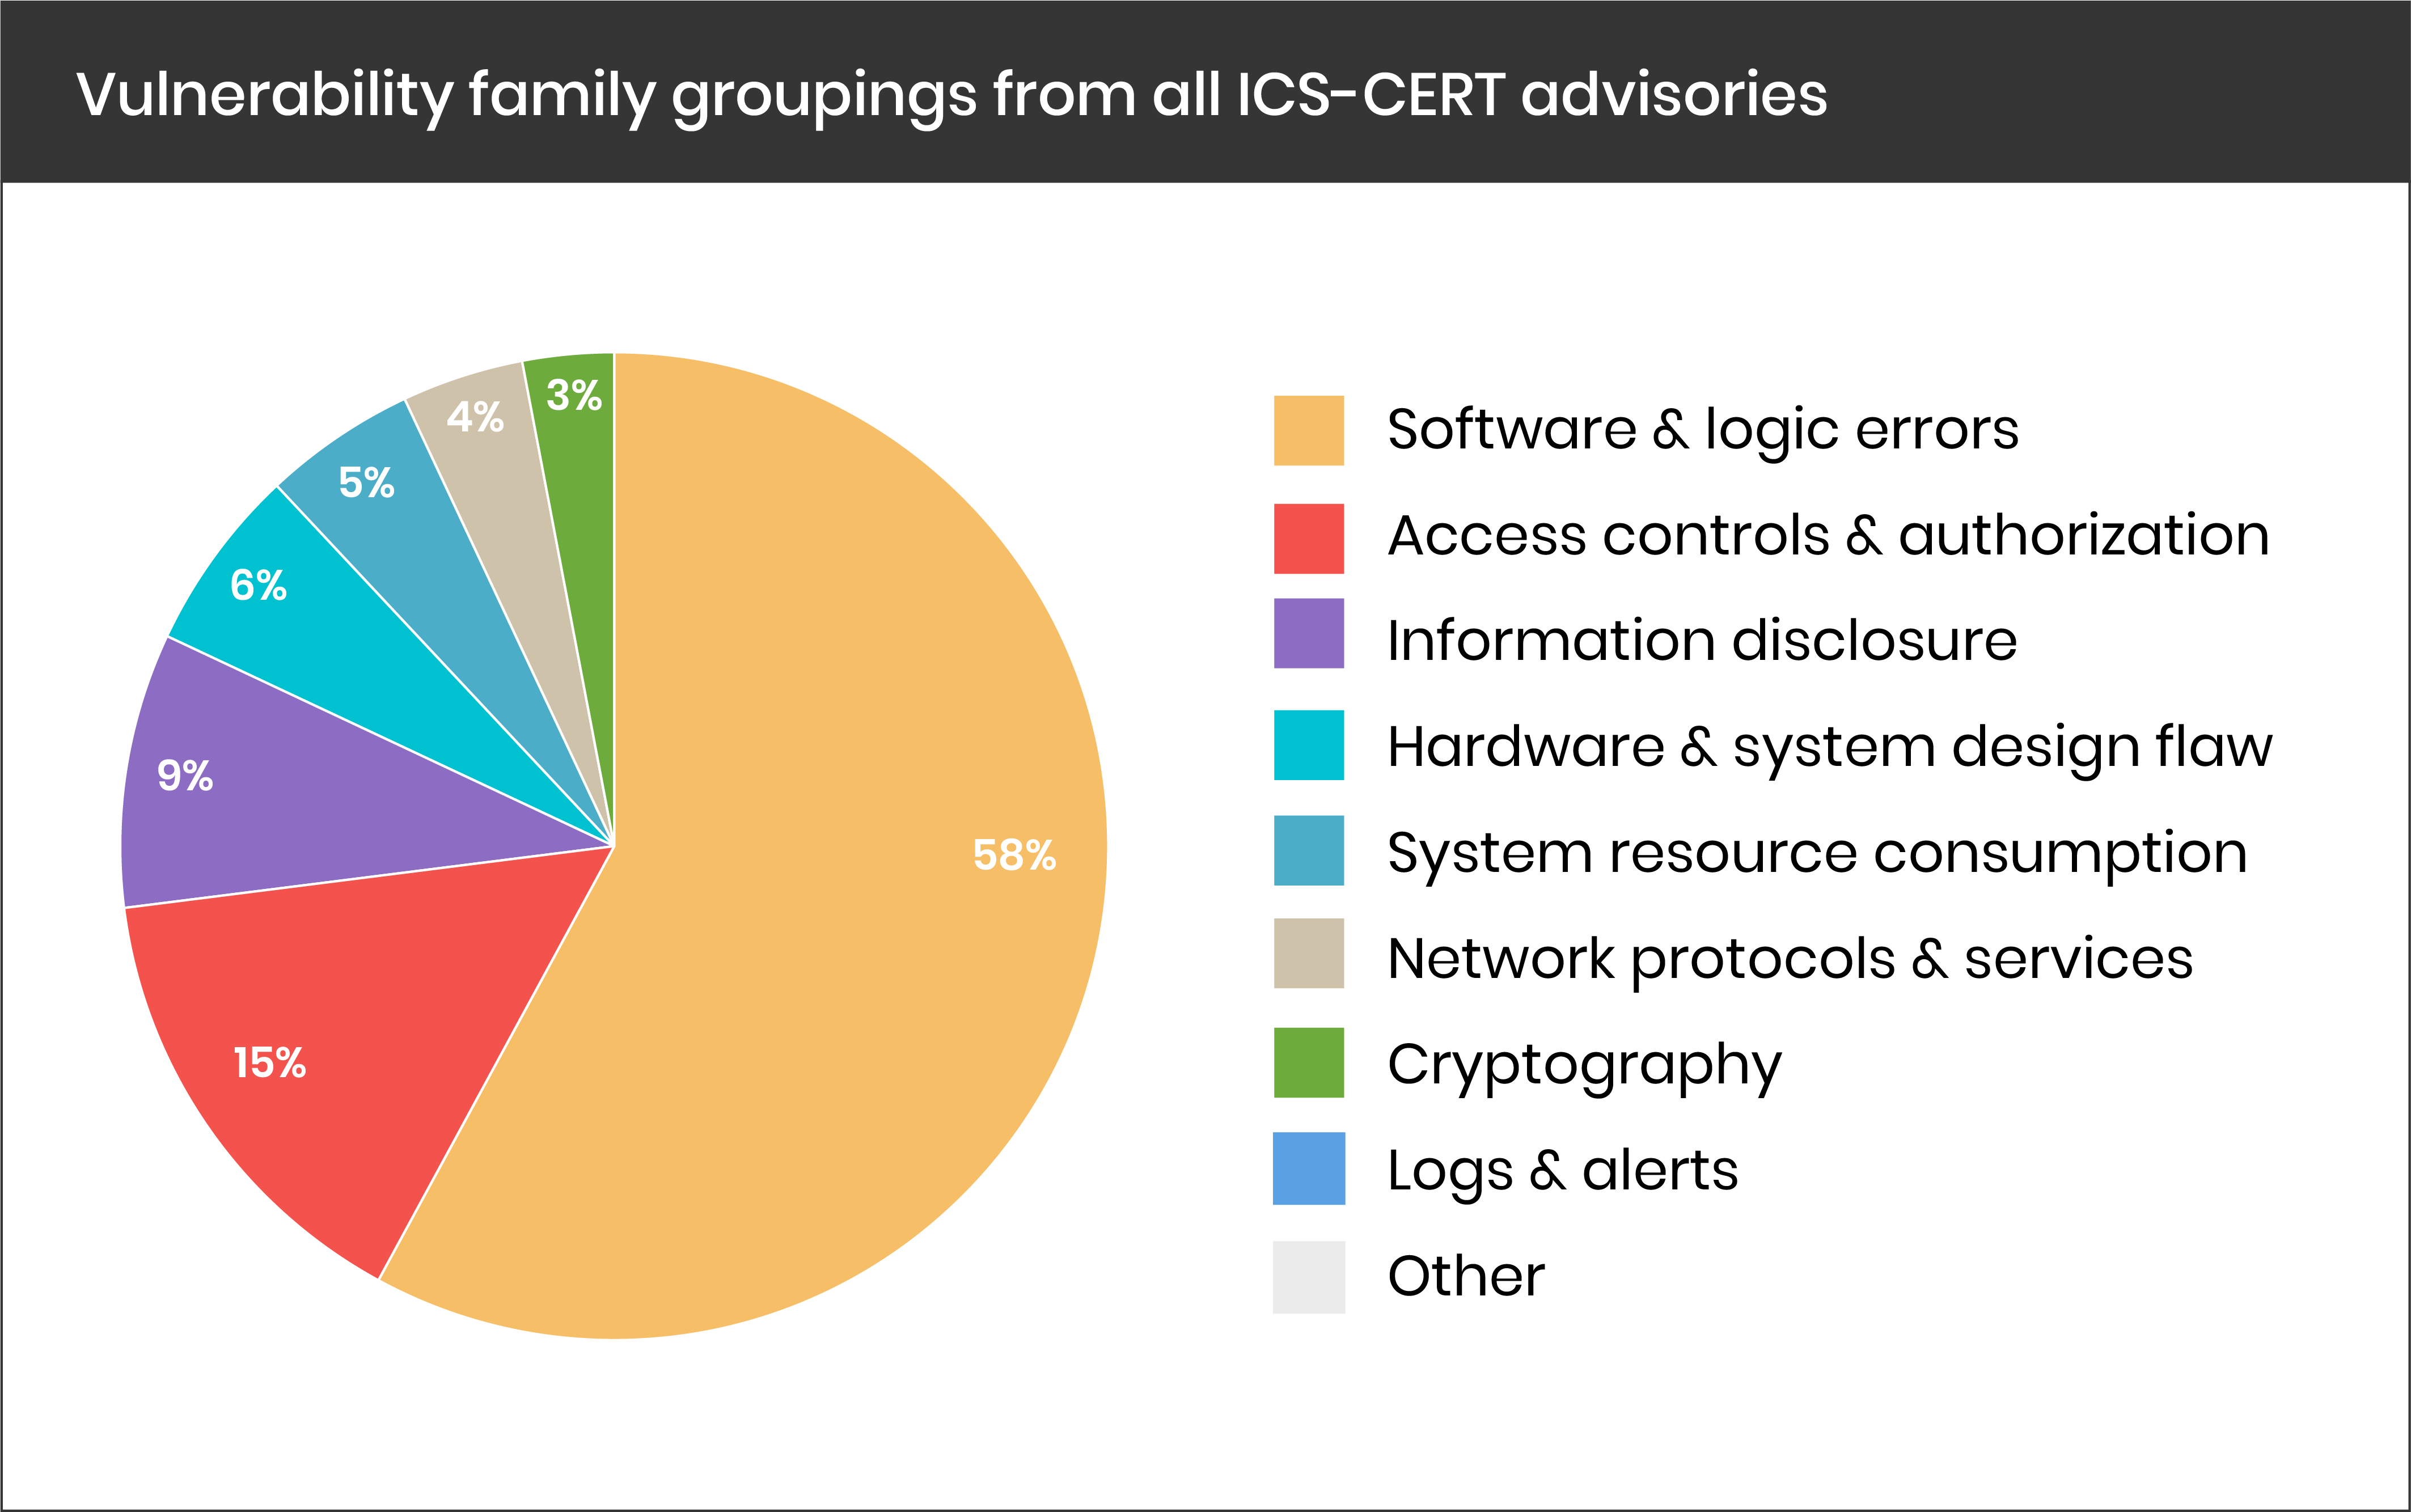 Vulnerability family groupings from all ICS-CERT advisories
3%
4%
5%
6%
9%
58%
15%
Software & logic errors
Access controls & authorization
Information disclosure
Hardware & system design flaw
System resource consumption
Network protocols & services
Cryptography
Logs & alerts
Other